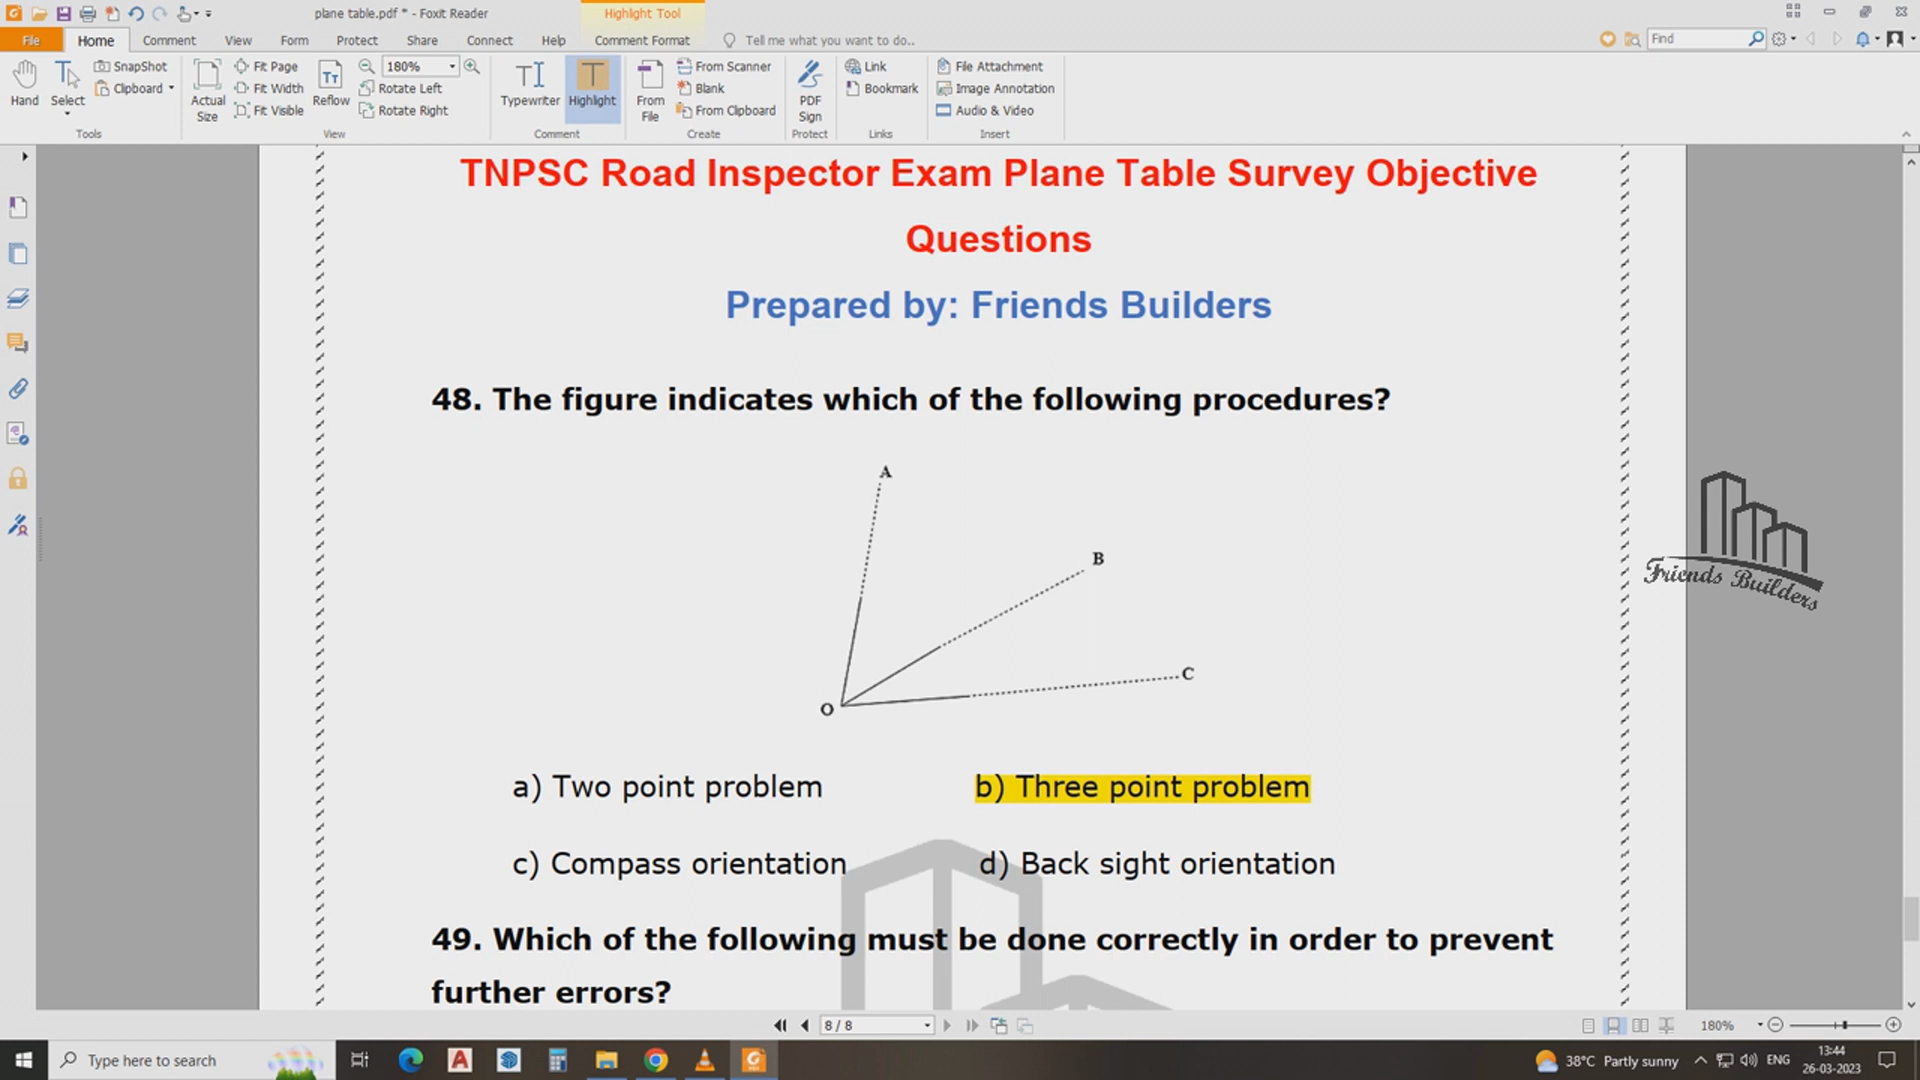 plane table.pdf * - Foxit Reader
Highlight Tool
File
Home
Comment
View
Form
Protect
Share
Connect
Help
Comment Format
Tell me what you want to do..
Find
Hand
Select
SnapShot
Clipboard
Tools
Actual Size
Fit Page
Fit Width
Fit Visible
Reflow
180%
Rotate Left
Rotate Right
View
Typewriter
Highlight
Comment
From File
From Scanner
Blank
From Clipboard
Create
PDF Sign
Protect
Link
Bookmark
Links
File Attachment
Image Annotation
Audio & Video
Insert
TNPSC Road Inspector Exam Plane Table Survey Objective
Questions
Prepared by: Friends Builders
48. The figure indicates which of the following procedures?
A
B
C
O
Friends Builders
a) Two point problem b) Three point problem
c) Compass orientation d) Back sight orientation
49. Which of the following must be done correctly in order to prevent
further errors?
8 / 8
180%
Type here to search
38°C Partly sunny
ENG
13:44
26-03-2023